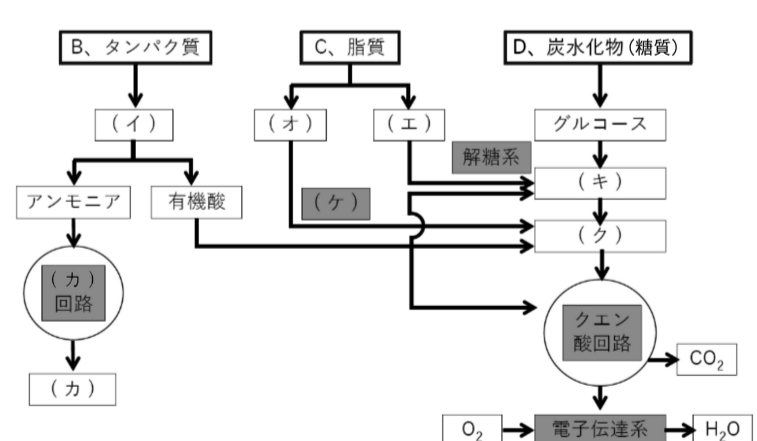 B、タンパク質
C、脂質
D、炭水化物(糖質)
(イ)
(オ)
(エ)
グルコース
解糖系
(キ)
アンモニア
有機酸
(ケ)
(ク)
(カ)
回路
クエン
酸回路
CO₂
(カ)
O₂
電子伝達系
H₂O